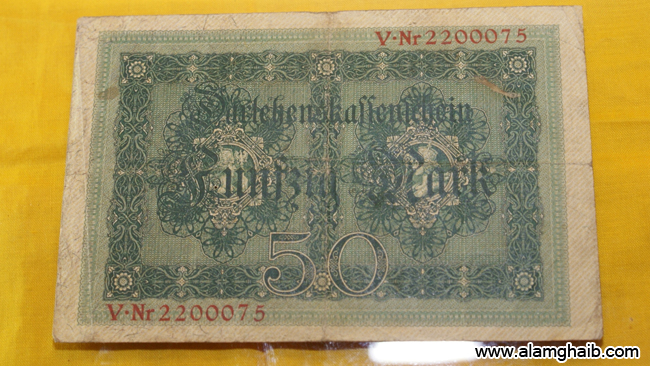 V·Nr 2200075
Darlehenskassenschein
Fünfzig Mark
50
V·Nr 2200075
www.alamghaib.com